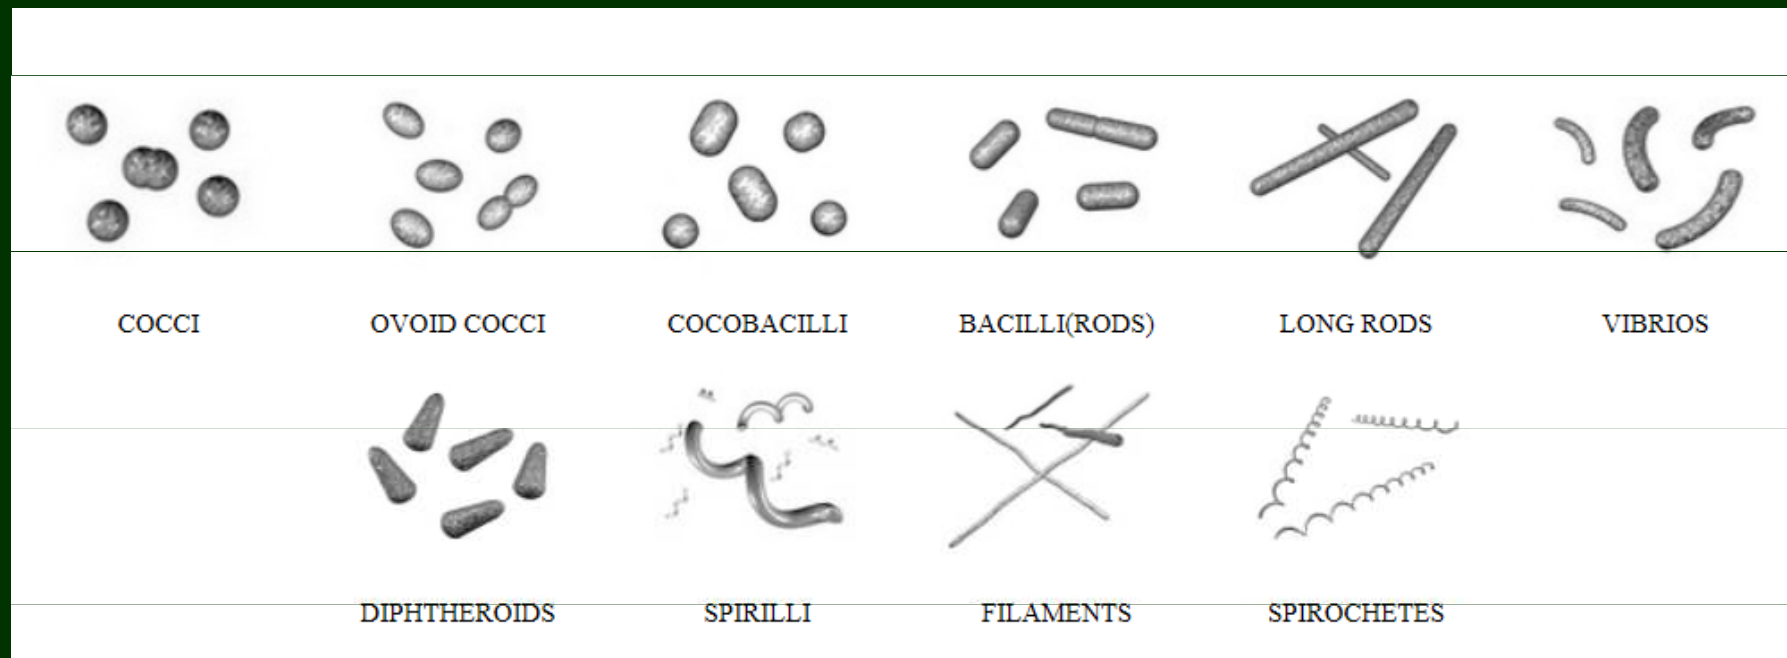 COCCI OVOID COCCI COCOBACILLI BACILLI(RODS) LONG RODS VIBRIOS
DIPHTHEROIDS SPIRILLI FILAMENTS SPIROCHETES